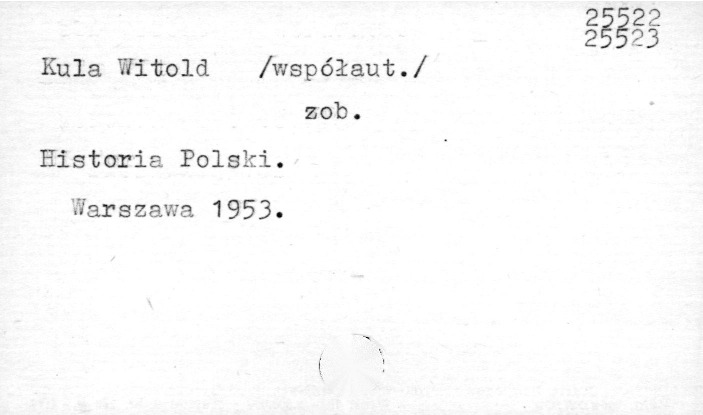 25522
25523
Kula Witold /współaut./
zob.
Historia Polski.
Warszawa 1953.